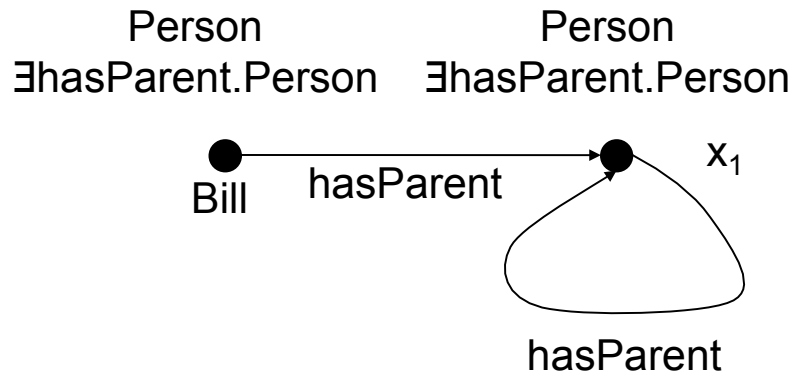 Person
∃hasParent.Person
Person
∃hasParent.Person
Bill
hasParent
x₁
hasParent